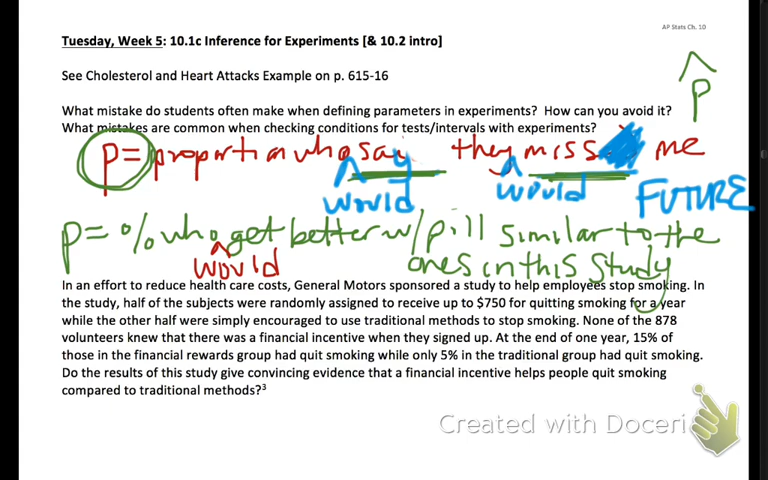 AP Stats Ch. 10
Tuesday, Week 5: 10.1c Inference for Experiments [& 10.2 intro]
See Cholesterol and Heart Attacks Example on p. 615-16
p̂
What mistake do students often make when defining parameters in experiments? How can you avoid it?
What mistakes are common when checking conditions for tests/intervals with experiments?
p = proportion who say they miss me
would would FUTURE
p = % who get better w/ pill similar to the
would ones in this study
In an effort to reduce health care costs, General Motors sponsored a study to help employees stop smoking. In
the study, half of the subjects were randomly assigned to receive up to $750 for quitting smoking for a year
while the other half were simply encouraged to use traditional methods to stop smoking. None of the 878
volunteers knew that there was a financial incentive when they signed up. At the end of one year, 15% of
those in the financial rewards group had quit smoking while only 5% in the traditional group had quit smoking.
Do the results of this study give convincing evidence that a financial incentive helps people quit smoking
compared to traditional methods?³
Created with Doceri